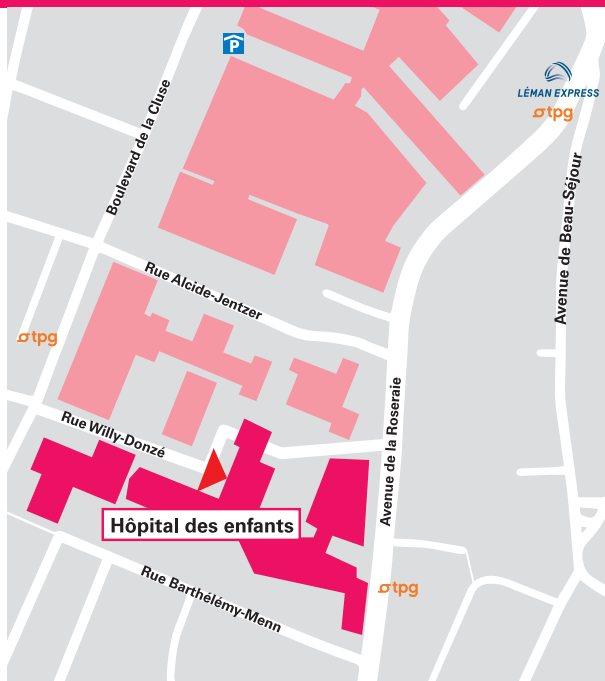 P
LÉMAN EXPRESS
tpg
Boulevard de la Cluse
Avenue de Beau-Séjour
Rue Alcide-Jentzer
tpg
Rue Willy-Donzé
Avenue de la Roseraie
Hôpital des enfants
Rue Barthélémy-Menn
tpg